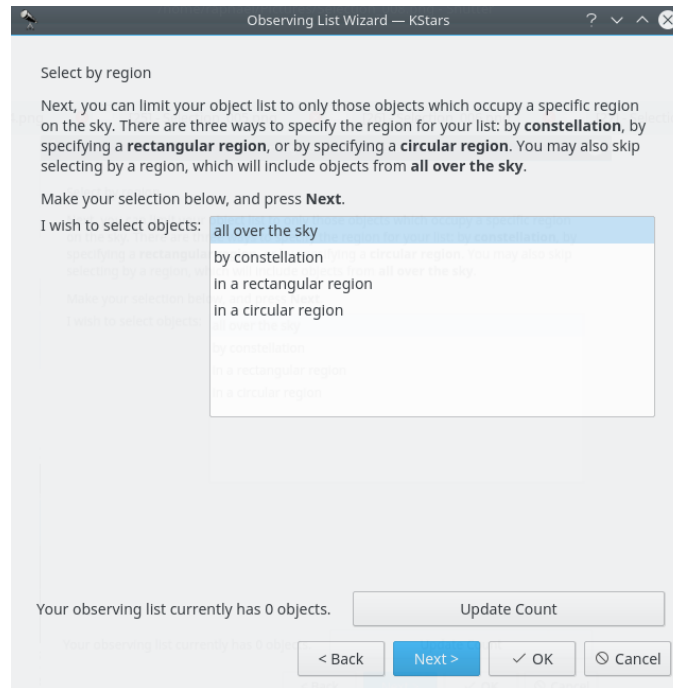 Observing List Wizard — KStars
Select by region
Next, you can limit your object list to only those objects which occupy a specific region
on the sky. There are three ways to specify the region for your list: by constellation, by
specifying a rectangular region, or by specifying a circular region. You may also skip
selecting by a region, which will include objects from all over the sky.
Make your selection below, and press Next.
I wish to select objects:
all over the sky
by constellation
in a rectangular region
in a circular region
Your observing list currently has 0 objects.
Update Count
< Back
Next >
OK
Cancel